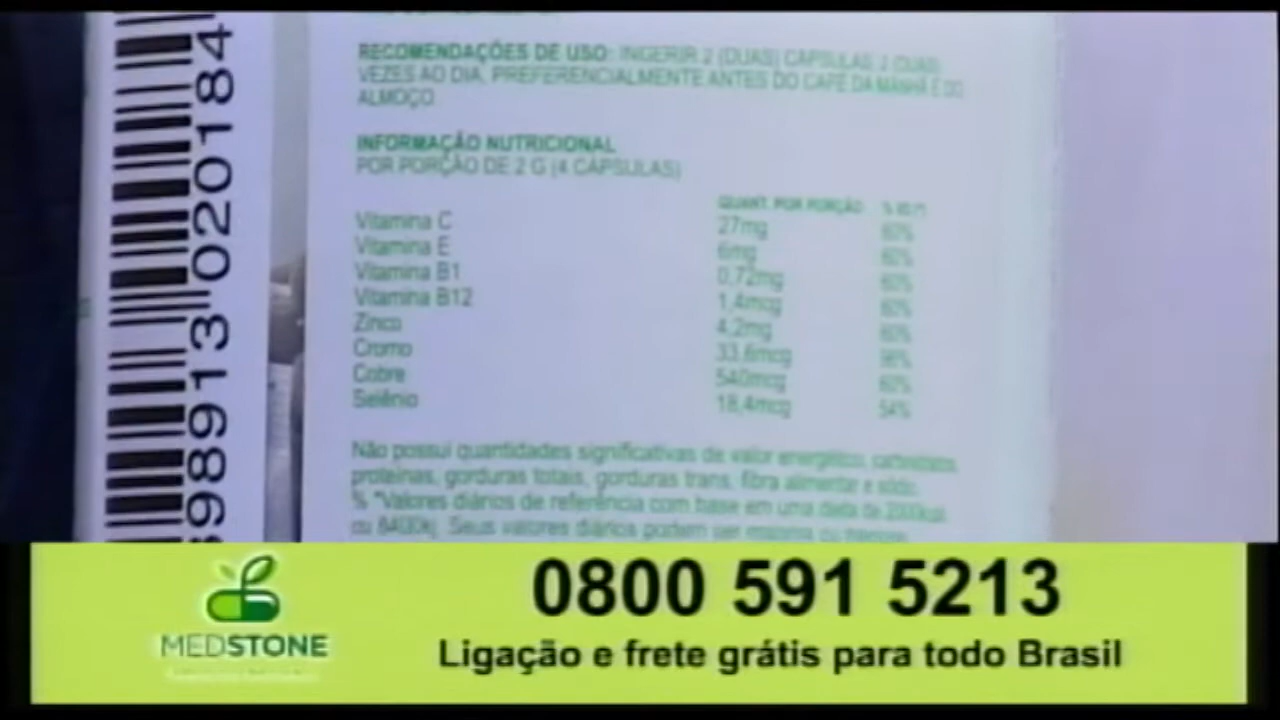 RECOMENDAÇÕES DE USO: INGERIR 2 (DUAS) CÁPSULAS 2 (DUAS)
VEZES AO DIA, PREFERENCIALMENTE ANTES DO CAFÉ DA MANHÃ E DO
ALMOÇO
INFORMAÇÃO NUTRICIONAL
POR PORÇÃO DE 2 G (4 CÁPSULAS)
QUANT. POR PORÇÃO
Vitamina C 27mg 60%
Vitamina E 6mg 60%
Vitamina B1 0,72mg 60%
Vitamina B12 1,4mcg 60%
Zinco 4,2mg 60%
Cromo 33,6mcg 96%
Cobre 540mcg 60%
Selênio 18,4mcg 54%
Não possui quantidades significativas de valor energético, carboidratos,
proteínas, gorduras totais, gorduras trans, fibra alimentar e sódio.
% *Valores diários de referência com base em uma dieta de 2000kcal
ou 8400kj. Seus valores diários podem ser maiores ou menores
98913 020184
MEDSTONE
0800 591 5213
Ligação e frete grátis para todo Brasil